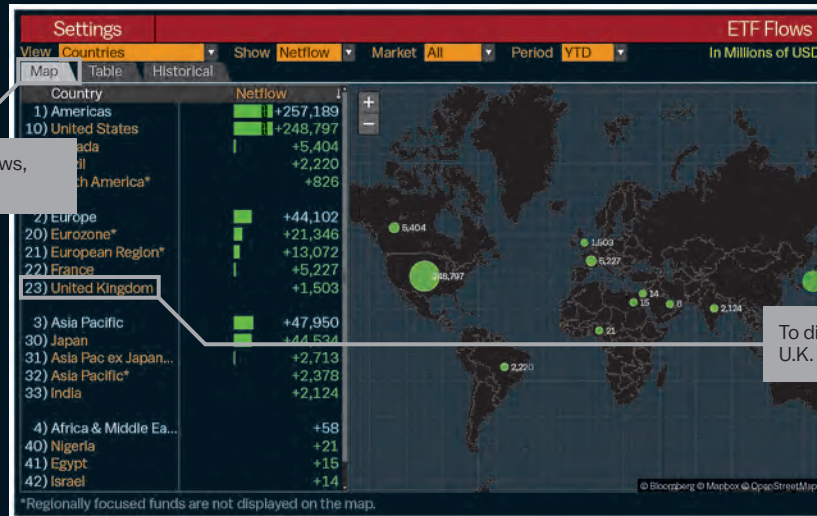 Settings ETF Flows
View Countries Show Netflow Market All Period YTD In Millions of USD
Map Table Historical
Country Netflow
1) Americas +257,189
10) United States +248,797
ada +5,404
il +2,220
th America* +826
ws,
2) Europe +44,102
20) Eurozone* +21,346
21) European Region* +13,072
22) France +5,227
23) United Kingdom +1,503
3) Asia Pacific +47,950
30) Japan +44,534
31) Asia Pac ex Japan... +2,713
32) Asia Pacific* +2,378
33) India +2,124
4) Africa & Middle Ea... +58
40) Nigeria +21
41) Egypt +15
42) Israel +14
+
−
5,404
248,797
1,503
5,227
14
15
8
2,124
21
2,220
To di
U.K.
© Bloomberg © Mapbox © OpenStreetMap
*Regionally focused funds are not displayed on the map.